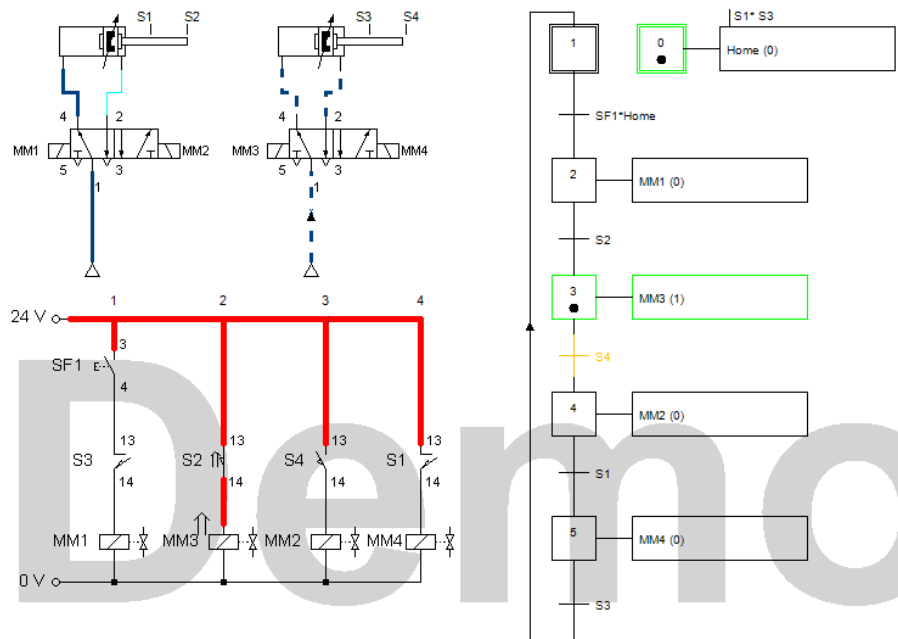 S1 S2
4 2
MM1 MM2
5 3
1
S3 S4
4 2
MM3 MM4
5 3
1
1 2 3 4
24 V
3
SF1
4
13 13 13 13
S3 S2 S4 S1
14 14 14 14
MM1 MM3 MM2 MM4
0 V
S1* S3
1
0
Home (0)
SF1*Home
2
MM1 (0)
S2
3
MM3 (1)
S4
4
MM2 (0)
S1
5
MM4 (0)
S3
Demo